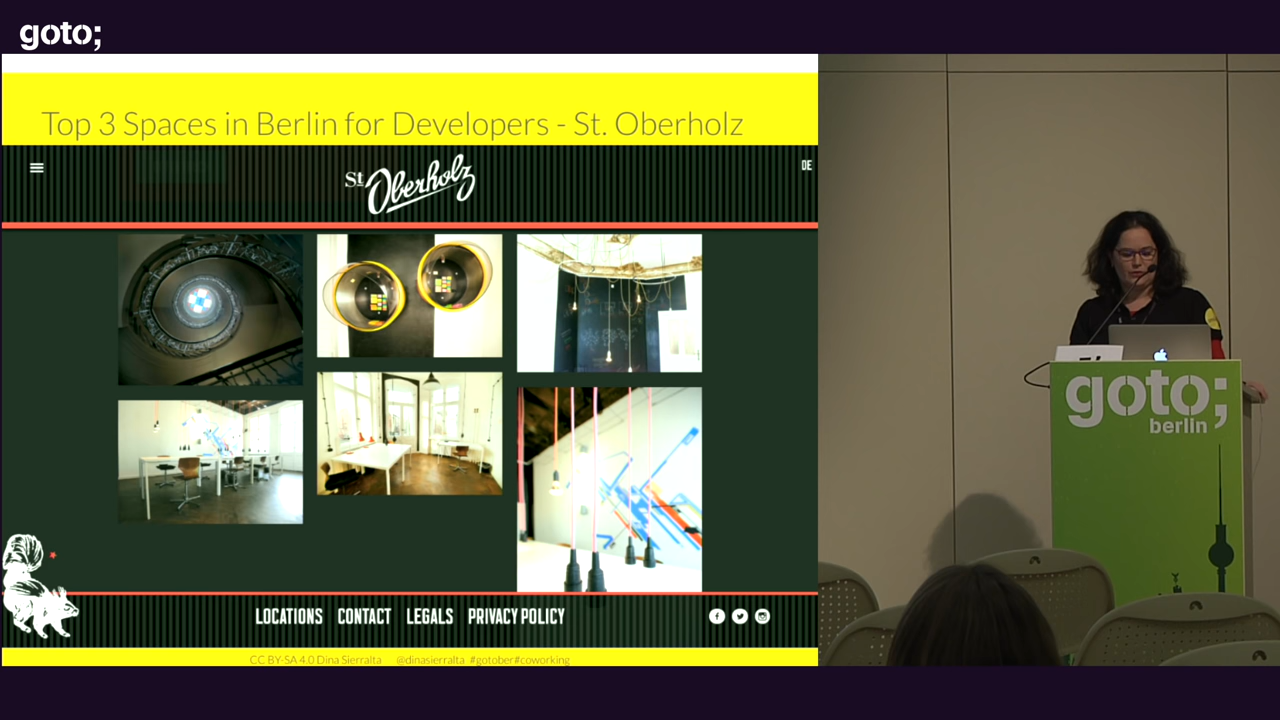 goto;
Top 3 Spaces in Berlin for Developers - St. Oberholz
St Oberholz
DE
LOCATIONS CONTACT LEGALS PRIVACY POLICY
CC BY-SA 4.0 Dina Sierralta @dinasierralta #gotober#coworking
goto;
berlin